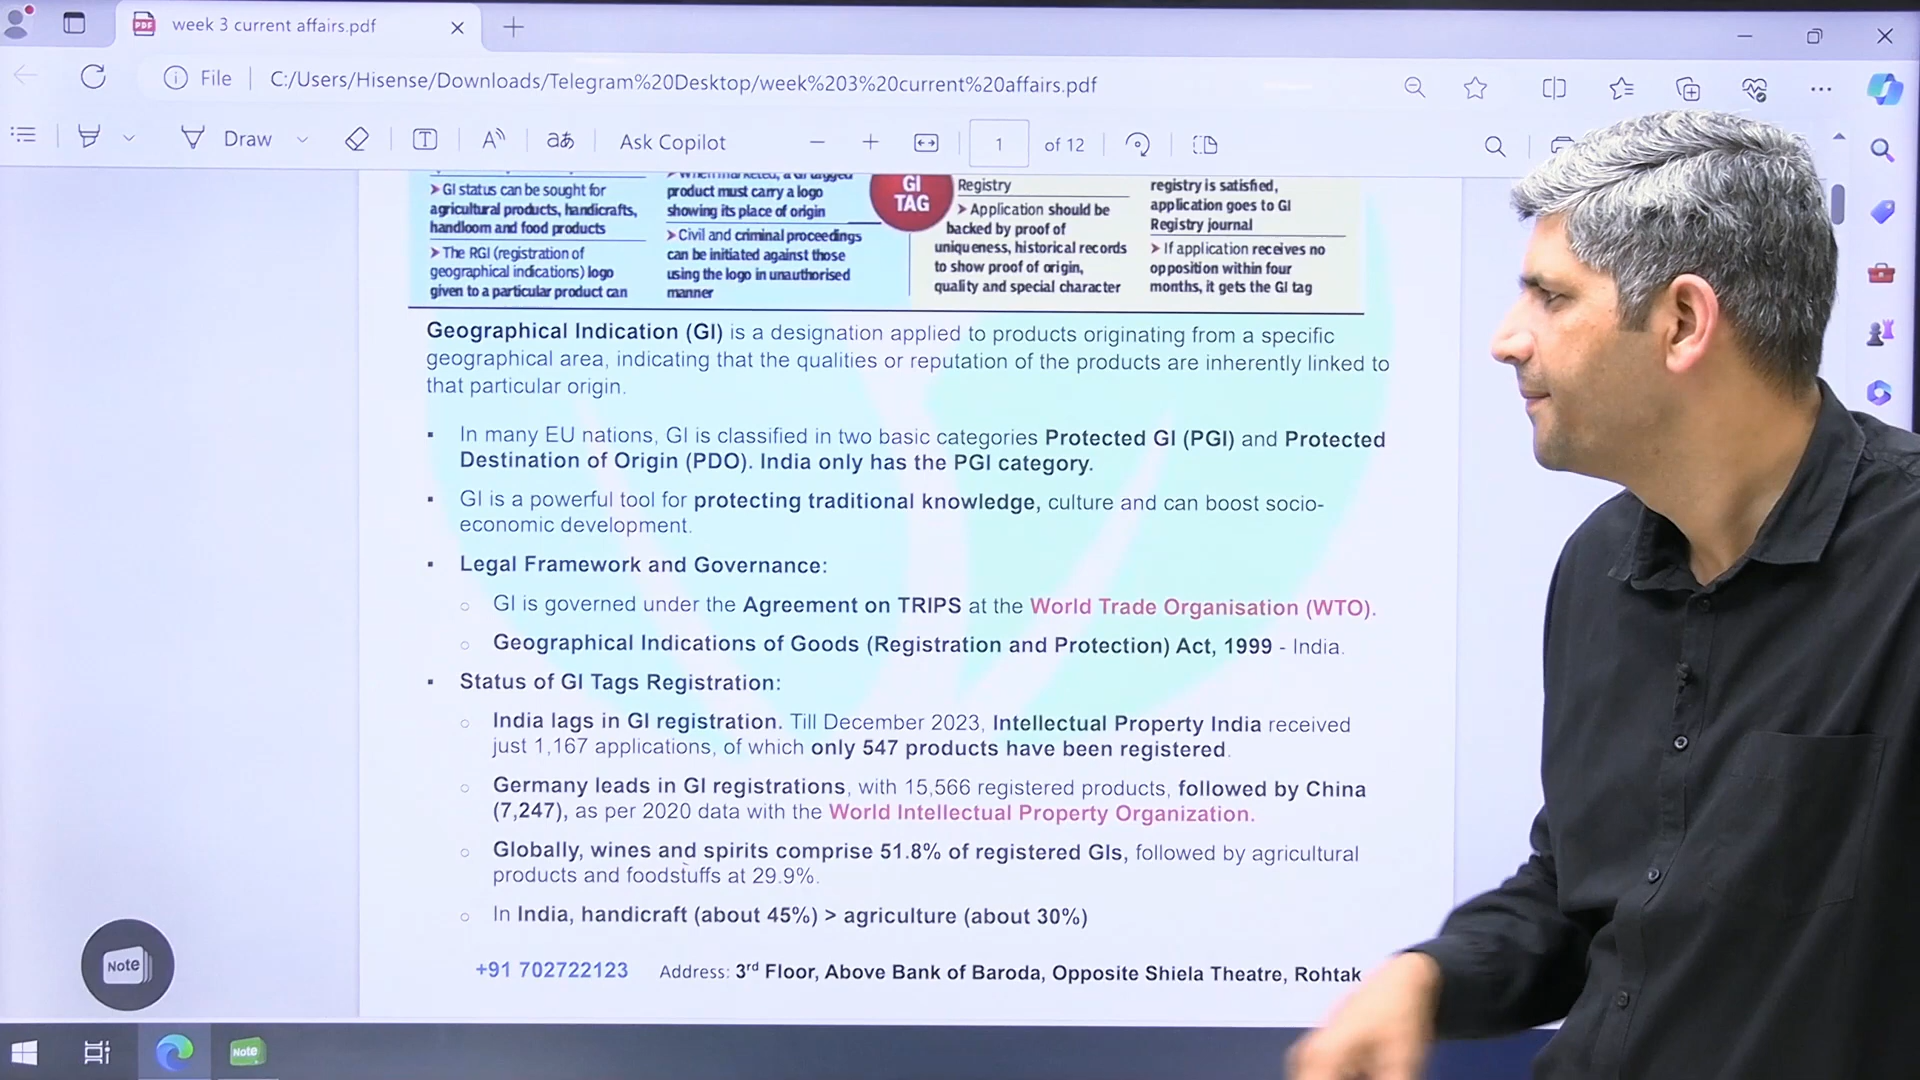 week 3 current affairs.pdf
File C:/Users/Hisense/Downloads/Telegram%20Desktop/week%203%20current%20affairs.pdf
Draw
Ask Copilot
1 of 12
➤ GI status can be sought for
agricultural products, handicrafts,
handloom and food products
➤ The RGI (registration of
geographical indications) logo
given to a particular product can
product must carry a logo
showing its place of origin
➤ Civil and criminal proceedings
can be initiated against those
using the logo in unauthorised
manner
GI
TAG
Registry
➤ Application should be
backed by proof of
uniqueness, historical records
to show proof of origin,
quality and special character
registry is satisfied,
application goes to GI
Registry journal
➤ If application receives no
opposition within four
months, it gets the GI tag
Geographical Indication (GI) is a designation applied to products originating from a specific
geographical area, indicating that the qualities or reputation of the products are inherently linked to
that particular origin.
▪ In many EU nations, GI is classified in two basic categories Protected GI (PGI) and Protected
Destination of Origin (PDO). India only has the PGI category.
▪ GI is a powerful tool for protecting traditional knowledge, culture and can boost socio-
economic development.
▪ Legal Framework and Governance:
○ GI is governed under the Agreement on TRIPS at the World Trade Organisation (WTO).
○ Geographical Indications of Goods (Registration and Protection) Act, 1999 - India.
▪ Status of GI Tags Registration:
○ India lags in GI registration. Till December 2023, Intellectual Property India received
just 1,167 applications, of which only 547 products have been registered.
○ Germany leads in GI registrations, with 15,566 registered products, followed by China
(7,247), as per 2020 data with the World Intellectual Property Organization.
○ Globally, wines and spirits comprise 51.8% of registered GIs, followed by agricultural
products and foodstuffs at 29.9%.
○ In India, handicraft (about 45%) > agriculture (about 30%)
+91 702722123 Address: 3rd Floor, Above Bank of Baroda, Opposite Shiela Theatre, Rohtak
Note
Note